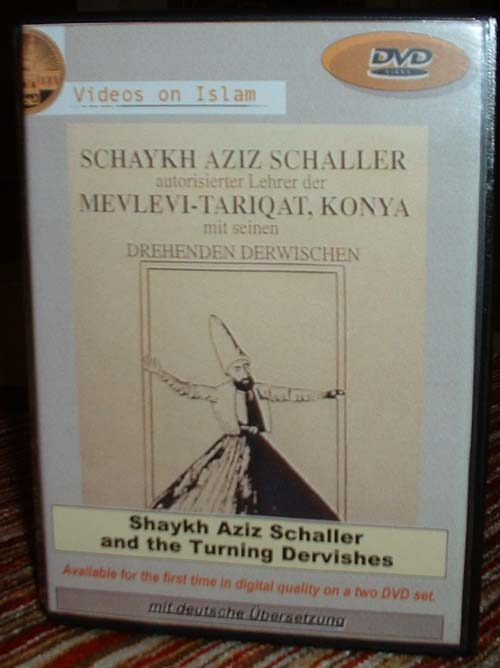 DVD
VIDEO
Videos on Islam
SCHAYKH AZIZ SCHALLER
autorisierter Lehrer der
MEVLEVI-TARIQAT, KONYA
mit seinen
DREHENDEN DERWISCHEN
Shaykh Aziz Schaller
and the Turning Dervishes
Available for the first time in digital quality on a two DVD set.
mit deutsche Übersetzung